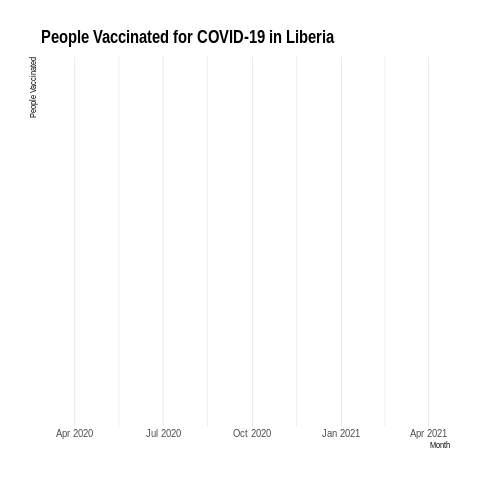 People Vaccinated for COVID-19 in Liberia
People Vaccinated
Apr 2020
Jul 2020
Oct 2020
Jan 2021
Apr 2021
Month